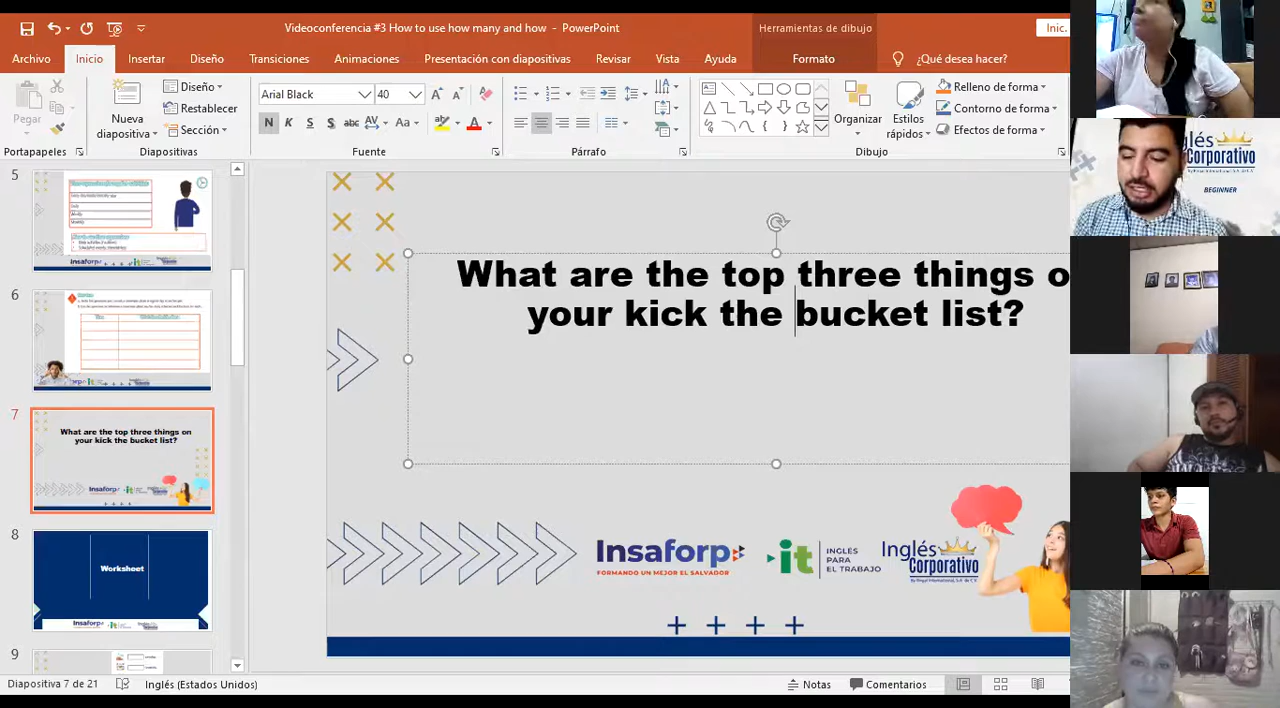 Videoconferencia #3 How to use how many and how - PowerPoint
Herramientas de dibujo
Inic.
Archivo Inicio Insertar Diseño Transiciones Animaciones Presentación con diapositivas Revisar Vista Ayuda Formato ¿Qué desea hacer?
Pegar
Nueva diapositiva
Diseño
Restablecer
Sección
Arial Black 40
N K S S abc AV Aa A
Organizar
Estilos rápidos
Relleno de forma
Contorno de forma
Efectos de forma
Portapapeles Diapositivas Fuente Párrafo Dibujo
5
6
7
What are the top three things on
your kick the bucket list?
8
Worksheet
Insaforp
9
What are the top three things o
your kick the bucket list?
Insaforp
FORMANDO UN MEJOR EL SALVADOR
it
INGLÉS
PARA
EL TRABAJO
Inglés
Corporativo
glés
Corporativo
BEGINNER
Diapositiva 7 de 21 Inglés (Estados Unidos) Notas Comentarios